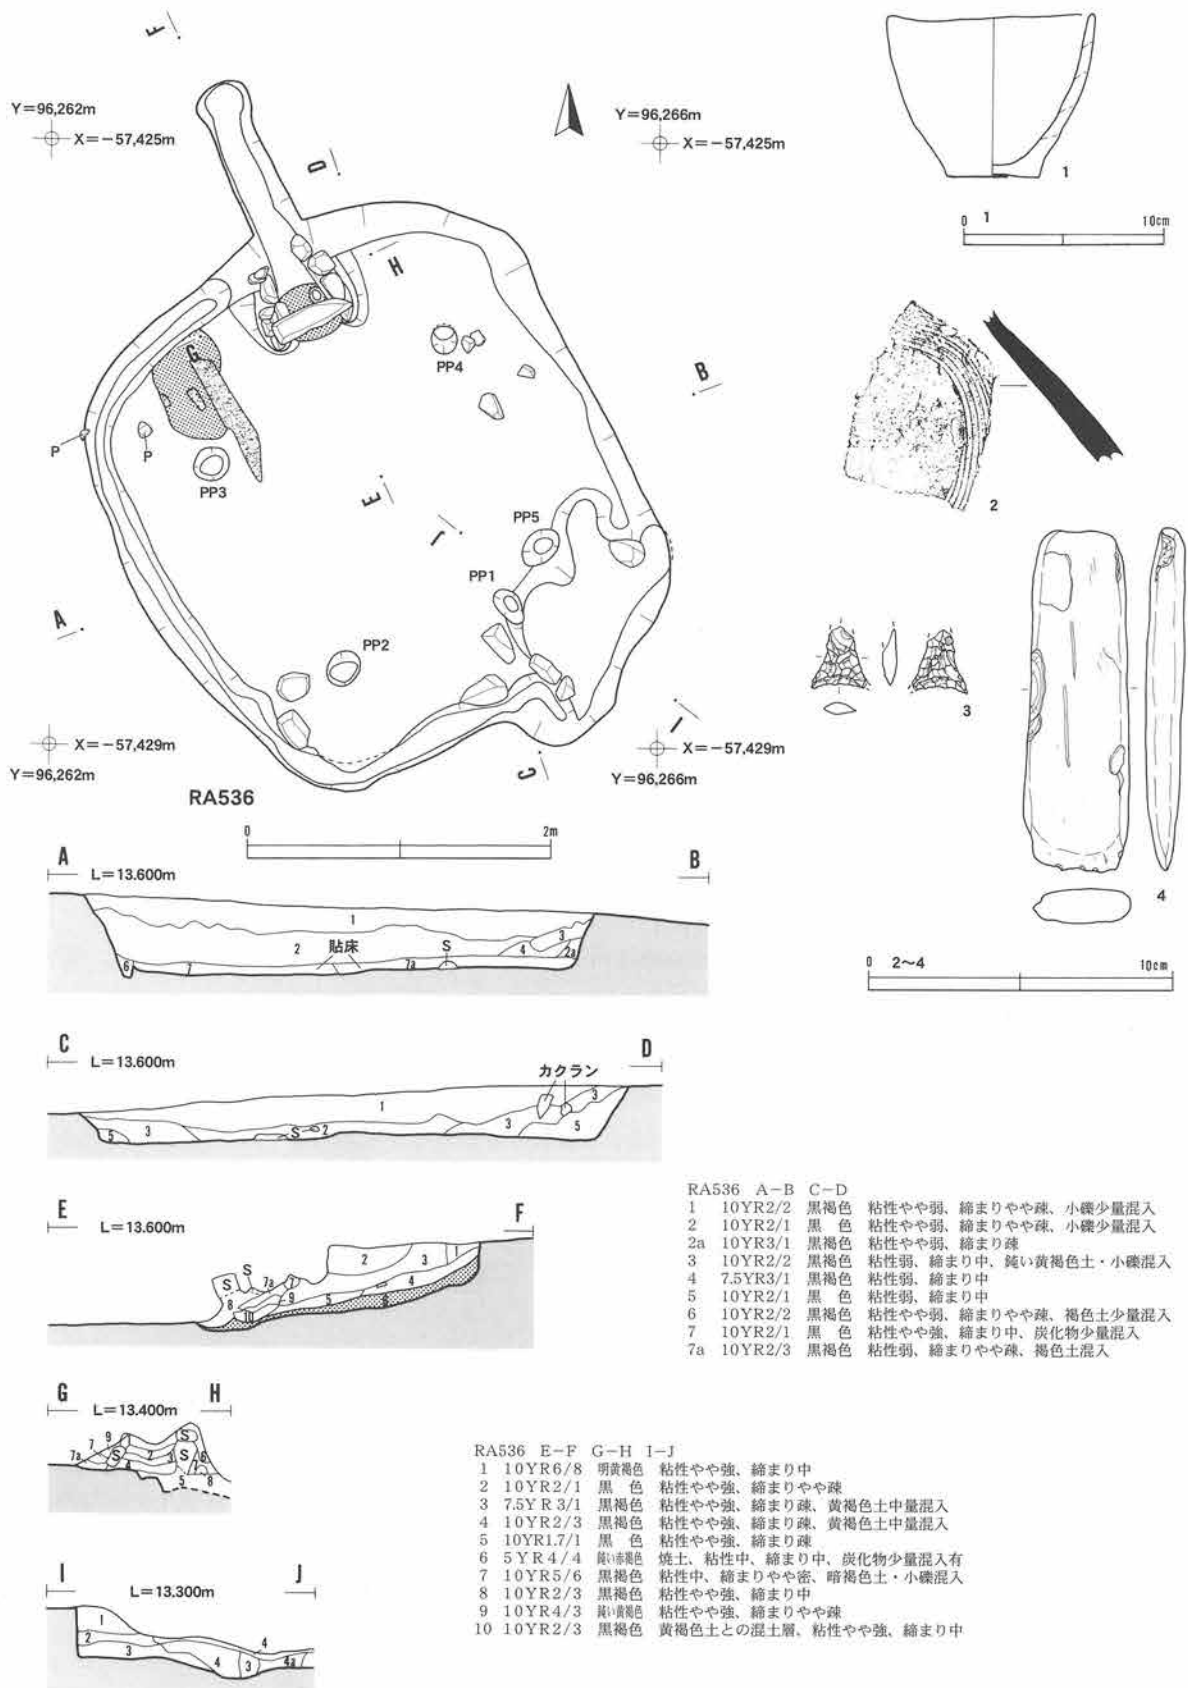 F
Y=96,262m
X=-57,425m
D
Y=96,266m
X=-57,425m
H
G
PP4
B
P
P
PP3
E
J
PP5
PP1
A
PP2
X=-57,429m
Y=96,262m
I
C
X=-57,429m
Y=96,266m
RA536
0 2m
1
0 1 10cm
2
3
4
0 2~4 10cm
A L=13.600m B
1
2 貼床 S 3
4 2a
6 7 7a
C L=13.600m D
カクラン
1 3
5 3 S 2 3 5
E L=13.600m F
2 3 1
S S 7a 7 4
8 9 5 6
10
G L=13.400m H
9 S
7 2 S 6
7a S 4 3 7
5 8
I L=13.300m J
1
2 4
3 4 3 4a
RA536 A-B C-D
1 10YR2/2 黒褐色 粘性やや弱、締まりやや疎、小礫少量混入
2 10YR2/1 黒 色 粘性やや弱、締まりやや疎、小礫少量混入
2a 10YR3/1 黒褐色 粘性やや弱、締まり疎
3 10YR2/2 黒褐色 粘性弱、締まり中、鈍い黄褐色土・小礫混入
4 7.5YR3/1 黒褐色 粘性弱、締まり中
5 10YR2/1 黒 色 粘性弱、締まり中
6 10YR2/2 黒褐色 粘性やや弱、締まりやや疎、褐色土少量混入
7 10YR2/1 黒 色 粘性やや強、締まり中、炭化物少量混入
7a 10YR2/3 黒褐色 粘性弱、締まりやや疎、褐色土混入
RA536 E-F G-H I-J
1 10YR6/8 明黄褐色 粘性やや強、締まり中
2 10YR2/1 黒 色 粘性やや強、締まりやや疎
3 7.5YR3/1 黒褐色 粘性やや強、締まり疎、黄褐色土中量混入
4 10YR2/3 黒褐色 粘性やや強、締まり疎、黄褐色土中量混入
5 10YR1.7/1 黒 色 粘性やや強、締まり疎
6 5YR4/4 鈍い赤褐色 焼土、粘性中、締まり中、炭化物少量混入有
7 10YR5/6 黒褐色 粘性中、締まりやや密、暗褐色土・小礫混入
8 10YR2/3 黒褐色 粘性やや強、締まり中
9 10YR4/3 鈍い黄褐色 粘性やや強、締まりやや疎
10 10YR2/3 黒褐色 黄褐色土との混土層、粘性やや強、締まり中